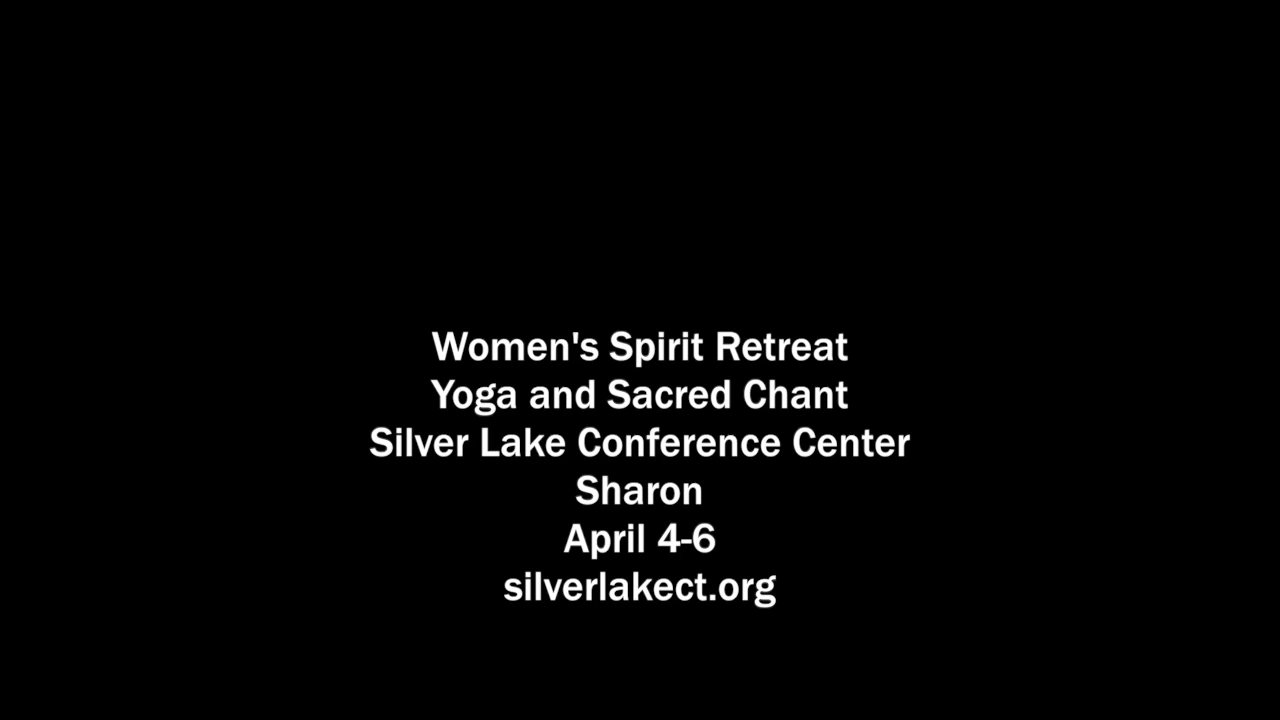 Women's Spirit Retreat
Yoga and Sacred Chant
Silver Lake Conference Center
Sharon
April 4-6
silverlakect.org